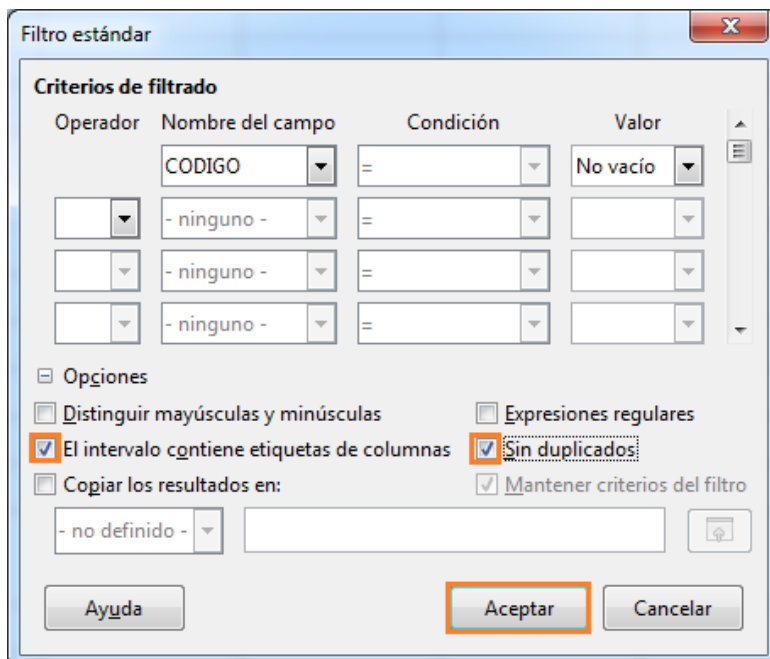 Filtro estándar
Criterios de filtrado
Operador Nombre del campo Condición Valor
CODIGO = No vacío
- ninguno - =
- ninguno - =
- ninguno - =
Opciones
Distinguir mayúsculas y minúsculas Expresiones regulares
El intervalo contiene etiquetas de columnas Sin duplicados
Copiar los resultados en: Mantener criterios del filtro
- no definido -
Ayuda Aceptar Cancelar